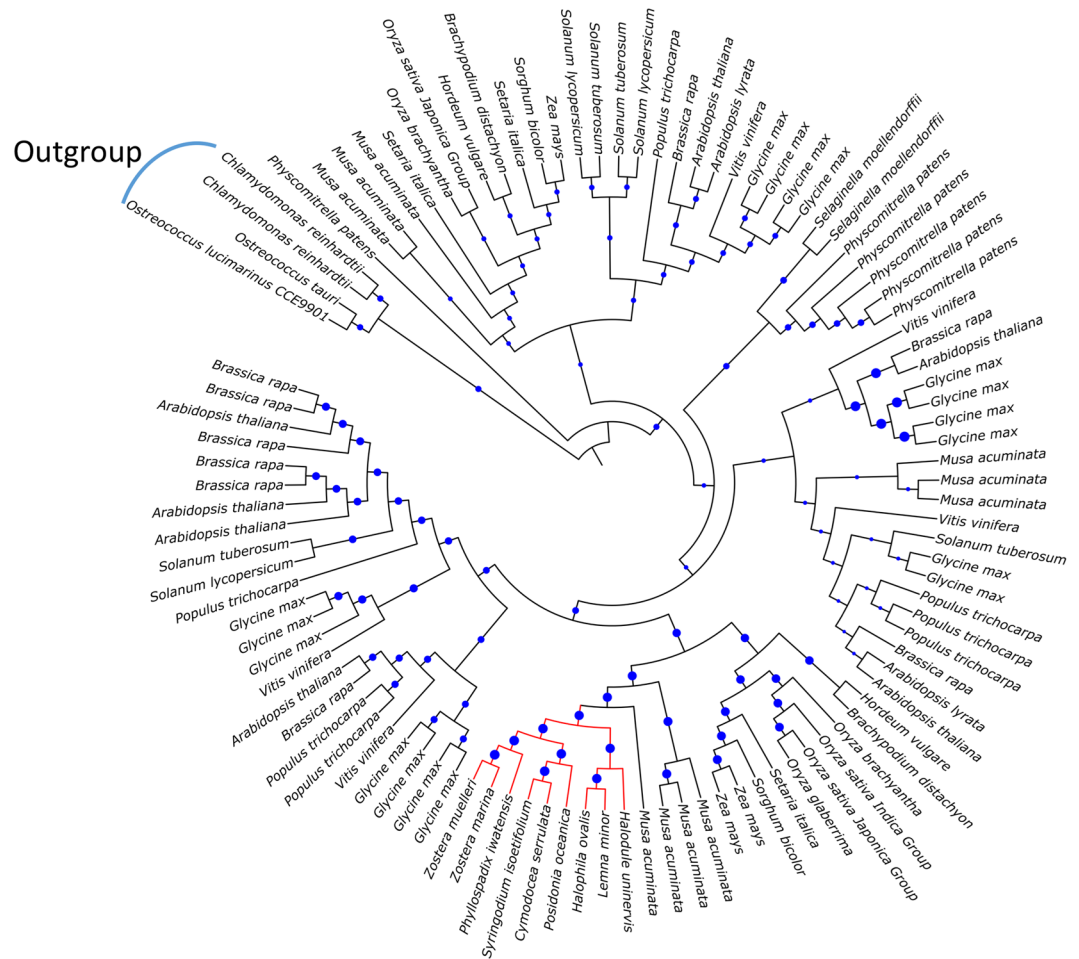 Outgroup
Ostreococcus lucimarinus CCE9901
Ostreococcus tauri
Chlamydomonas reinhardtii
Chlamydomonas reinhardtii
Physcomitrella patens
Musa acuminata
Musa acuminata
Musa acuminata
Setaria italica
Oryza brachyantha
Oryza sativa Japonica Group
Hordeum vulgare
Brachypodium distachyon
Setaria italica
Sorghum bicolor
Zea mays
Solanum lycopersicum
Solanum tuberosum
Solanum tuberosum
Solanum lycopersicum
Populus trichocarpa
Brassica rapa
Arabidopsis thaliana
Arabidopsis lyrata
Vitis vinifera
Glycine max
Glycine max
Glycine max
Glycine max
Selaginella moellendorffii
Selaginella moellendorffii
Physcomitrella patens
Physcomitrella patens
Physcomitrella patens
Physcomitrella patens
Physcomitrella patens
Vitis vinifera
Brassica rapa
Arabidopsis thaliana
Glycine max
Glycine max
Glycine max
Glycine max
Musa acuminata
Musa acuminata
Musa acuminata
Vitis vinifera
Solanum tuberosum
Glycine max
Glycine max
Populus trichocarpa
Populus trichocarpa
Populus trichocarpa
Brassica rapa
Arabidopsis lyrata
Arabidopsis thaliana
Hordeum vulgare
Brachypodium distachyon
Oryza brachyantha
Oryza sativa Indica Group
Oryza sativa Japonica Group
Oryza glaberrima
Setaria italica
Sorghum bicolor
Zea mays
Zea mays
Musa acuminata
Musa acuminata
Musa acuminata
Musa acuminata
Halodule uninervis
Lemna minor
Halophila ovalis
Posidonia oceanica
Cymodocea serrulata
Syringodium isoetifolium
Phyllospadix iwatensis
Zostera marina
Zostera muelleri
Glycine max
Glycine max
Glycine max
Glycine max
Vitis vinifera
Populus trichocarpa
Populus trichocarpa
Brassica rapa
Arabidopsis thaliana
Vitis vinifera
Glycine max
Glycine max
Glycine max
Populus trichocarpa
Solanum lycopersicum
Solanum tuberosum
Arabidopsis thaliana
Arabidopsis thaliana
Brassica rapa
Brassica rapa
Brassica rapa
Arabidopsis thaliana
Brassica rapa
Brassica rapa